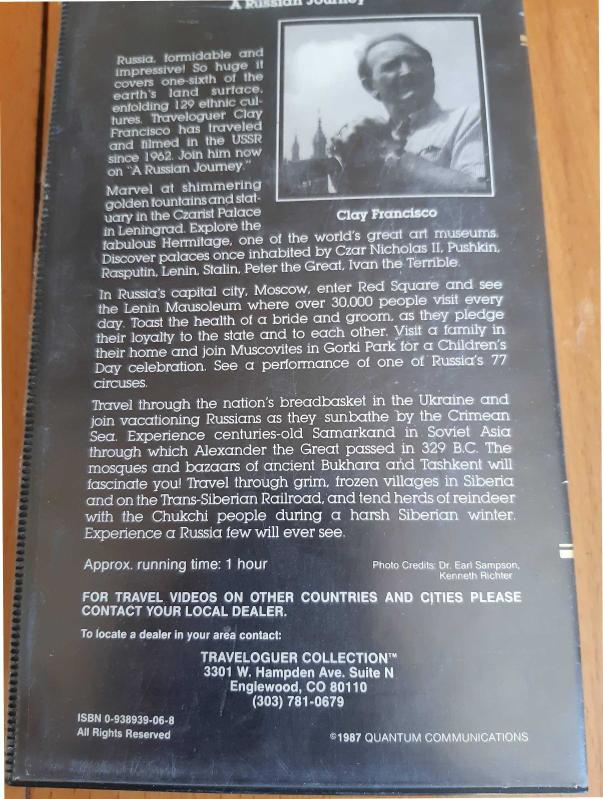 A Russian Journey
Russia, formidable and
impressive! So huge it
covers one-sixth of the
earth's land surface,
enfolding 129 ethnic cul-
tures. Traveloguer Clay
Francisco has traveled
and filmed in the USSR
since 1962. Join him now
on "A Russian Journey."
Marvel at shimmering
golden fountains and stat-
uary in the Czarist Palace
in Leningrad. Explore the
Clay Francisco
fabulous Hermitage, one of the world's great art museums.
Discover palaces once inhabited by Czar Nicholas II, Pushkin,
Rasputin, Lenin, Stalin, Peter the Great, Ivan the Terrible.
In Russia's capital city, Moscow, enter Red Square and see
the Lenin Mausoleum where over 30,000 people visit every
day. Toast the health of a bride and groom, as they pledge
their loyalty to the state and to each other. Visit a family in
their home and join Muscovites in Gorki Park for a Children's
Day celebration. See a performance of one of Russia's 77
circuses.
Travel through the nation's breadbasket in the Ukraine and
join vacationing Russians as they sunbathe by the Crimean
Sea. Experience centuries-old Samarkand in Soviet Asia
through which Alexander the Great passed in 329 B.C. The
mosques and bazaars of ancient Bukhara and Tashkent will
fascinate you! Travel through grim, frozen villages in Siberia
and on the Trans-Siberian Railroad, and tend herds of reindeer
with the Chukchi people during a harsh Siberian winter.
Experience a Russia few will ever see.
Approx. running time: 1 hour
Photo Credits: Dr. Earl Sampson,
Kenneth Richter
FOR TRAVEL VIDEOS ON OTHER COUNTRIES AND CITIES PLEASE
CONTACT YOUR LOCAL DEALER.
To locate a dealer in your area contact:
TRAVELOGUER COLLECTION™
3301 W. Hampden Ave. Suite N
Englewood, CO 80110
(303) 781-0679
ISBN 0-938939-06-8
All Rights Reserved
©1987 QUANTUM COMMUNICATIONS